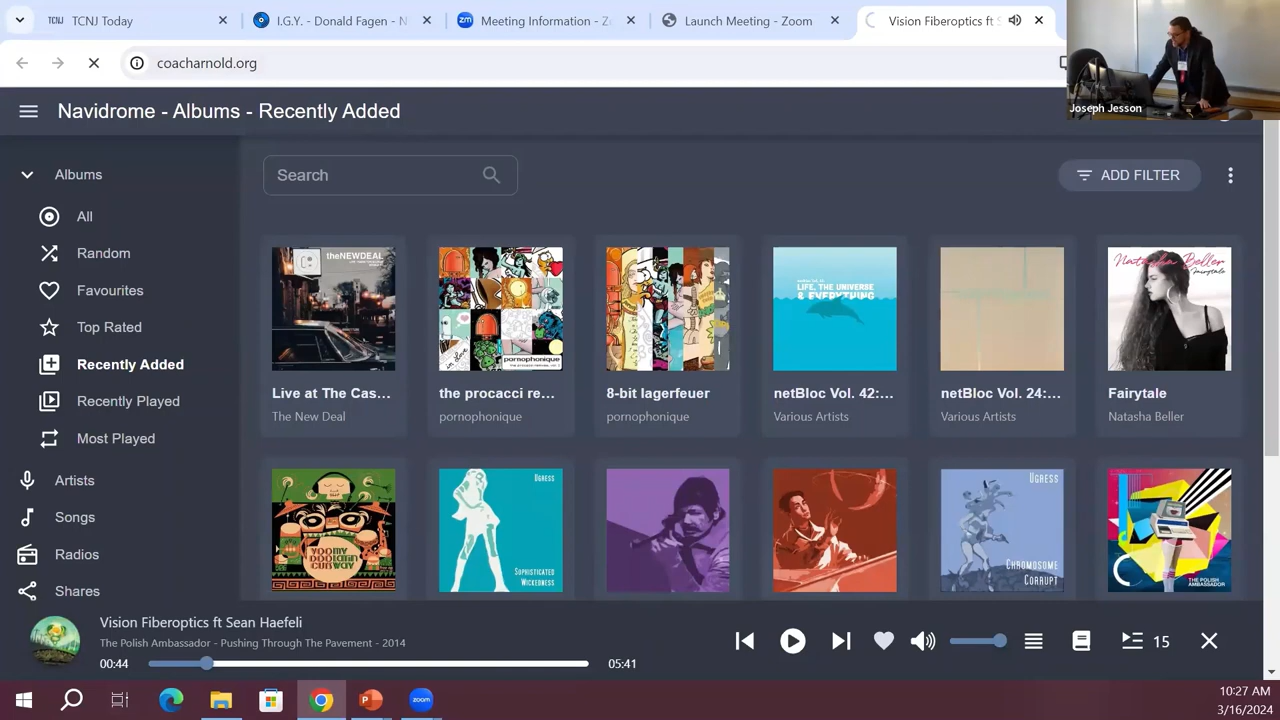 TCNJ TCNJ Today
I.G.Y. - Donald Fagen - N
Meeting Information - Z
Launch Meeting - Zoom
Vision Fiberoptics ft S
coacharnold.org
Joseph Jesson
Navidrome - Albums - Recently Added
Albums
All
Random
Favourites
Top Rated
Recently Added
Recently Played
Most Played
Artists
Songs
Radios
Shares
Search
ADD FILTER
theNEWDEAL
pornophonique
LIFE, THE UNIVERSE
& EVERYTHING
Natasha Beller
Fairytale
Live at The Cas...
The New Deal
the procacci re...
pornophonique
8-bit lagerfeuer
pornophonique
netBloc Vol. 42:...
Various Artists
netBloc Vol. 24:...
Various Artists
Fairytale
Natasha Beller
UGRESS
SOPHISTICATED
WICKEDNESS
UGRESS
CHROMOSOME
CORRUPT
THE POLISH
AMBASSADOR
Vision Fiberoptics ft Sean Haefeli
The Polish Ambassador - Pushing Through The Pavement - 2014
00:44
05:41
15
zm
zoom
10:27 AM
3/16/2024